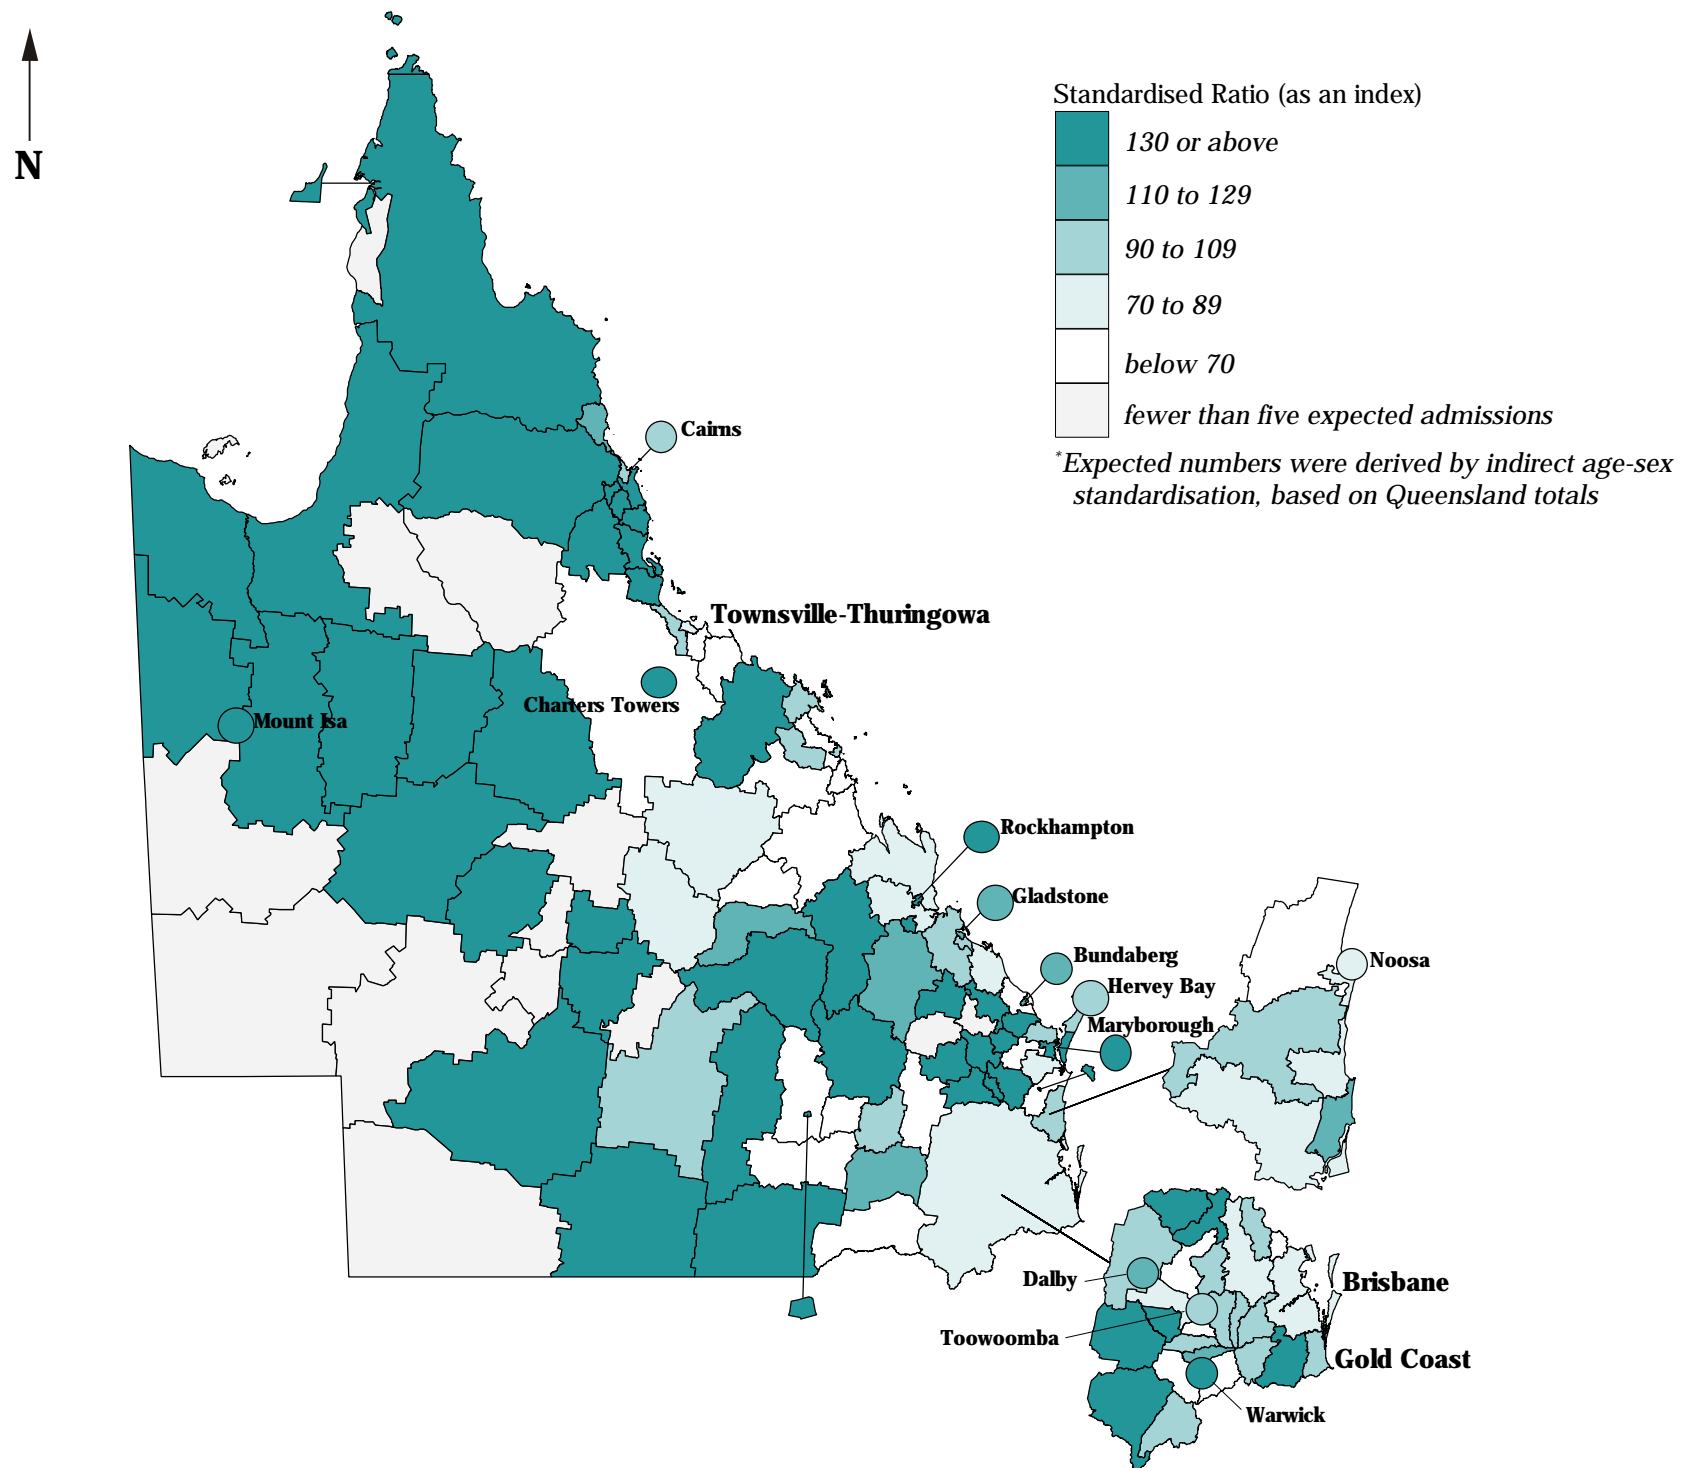 N
Standardised Ratio (as an index)
130 or above
110 to 129
90 to 109
70 to 89
below 70
fewer than five expected admissions
*Expected numbers were derived by indirect age-sex
standardisation, based on Queensland totals
Cairns
Townsville-Thuringowa
Charters Towers
Mount Isa
Rockhampton
Gladstone
Bundaberg
Hervey Bay
Maryborough
Noosa
Dalby
Brisbane
Toowoomba
Gold Coast
Warwick